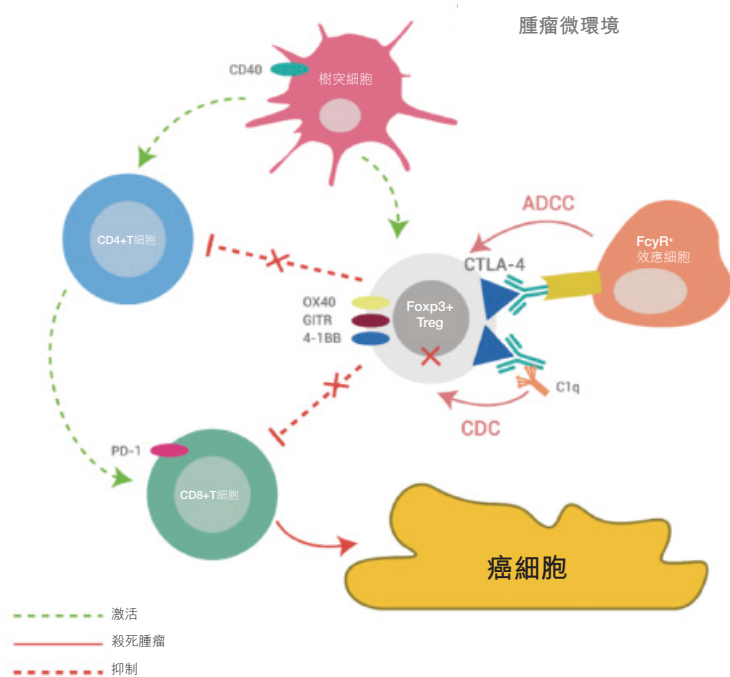 腫瘤微環境
CD40
樹突細胞
ADCC
CD4+T細胞
FcyR+
效應細胞
CTLA-4
OX40
GITR
4-1BB
Foxp3+
Treg
C1q
CDC
PD-1
CD8+T細胞
癌細胞
激活
殺死腫瘤
抑制